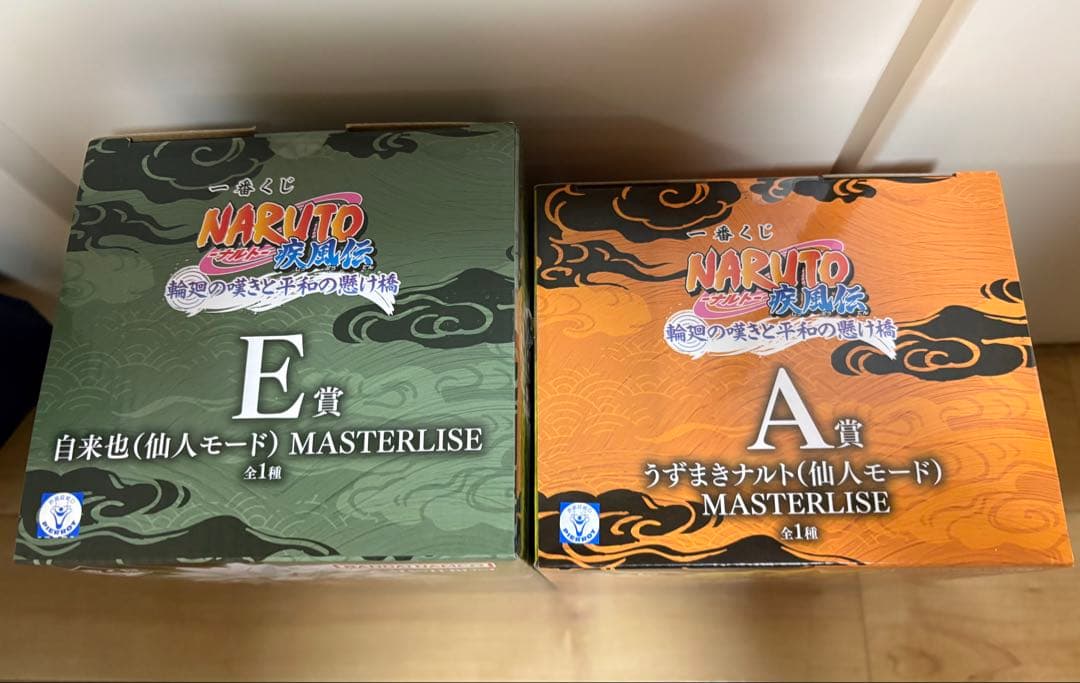 一番くじ
NARUTO
ナルト
疾風伝
輪廻の嘆きと平和の懸け橋
E賞
自来也(仙人モード) MASTERLISE
全1種
PIERROT
一番くじ
NARUTO
ナルト
疾風伝
輪廻の嘆きと平和の懸け橋
A賞
うずまきナルト(仙人モード)
MASTERLISE
全1種
PIERROT